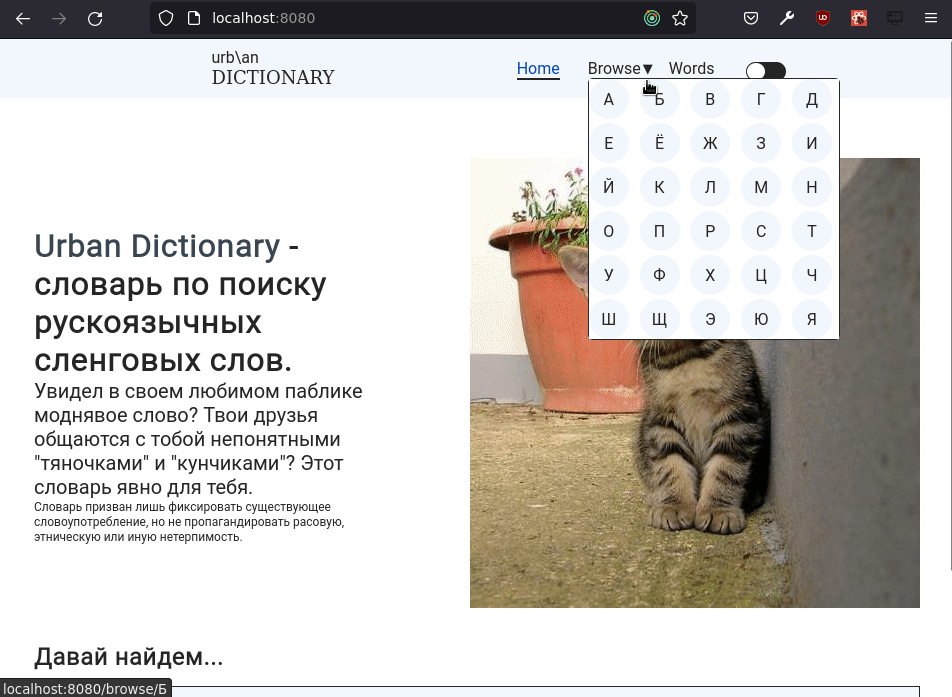 localhost:8080
urb\an
DICTIONARY
Home Browse▼ Words
А Б В Г Д
Е Ё Ж З И
Й К Л М Н
О П Р С Т
У Ф Х Ц Ч
Ш Щ Э Ю Я
Urban Dictionary -
словарь по поиску
рускоязычных
сленговых слов.
Увидел в своем любимом паблике
моднявое слово? Твои друзья
общаются с тобой непонятными
"тяночками" и "кунчиками"? Этот
словарь явно для тебя.
Словарь призван лишь фиксировать существующее
словоупотребление, но не пропагандировать расовую,
этническую или иную нетерпимость.
Давай найдем...
localhost:8080/browse/Б